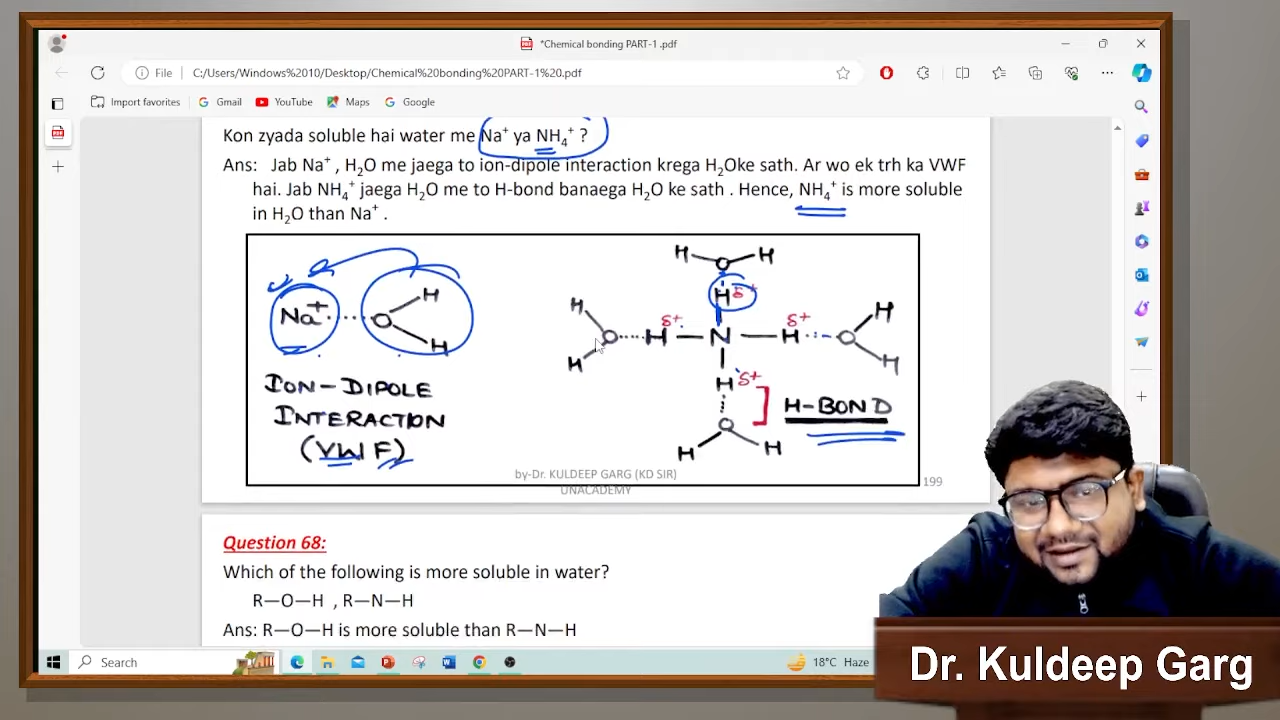 *Chemical bonding PART-1 .pdf
File C:/Users/Windows%2010/Desktop/Chemical%20bonding%20PART-1%20.pdf
Import favorites Gmail YouTube Maps Google
Kon zyada soluble hai water me Na⁺ ya NH₄⁺ ?
Ans: Jab Na⁺ , H₂O me jaega to ion-dipole interaction krega H₂Oke sath. Ar wo ek trh ka VWF
hai. Jab NH₄⁺ jaega H₂O me to H-bond banaega H₂O ke sath . Hence, NH₄⁺ is more soluble
in H₂O than Na⁺ .
H O H
H H δ+ H
Na+ O H
H O H δ+ N H δ+ O
H H H δ+ H
ION-DIPOLE
INTERACTION
(VWF)
H-BOND
O
H H
by-Dr. KULDEEP GARG (KD SIR)
UNACADEMY
199
Question 68:
Which of the following is more soluble in water?
R—O—H , R—N—H
Ans: R—O—H is more soluble than R—N—H
Search
18°C Haze
Dr. Kuldeep Garg